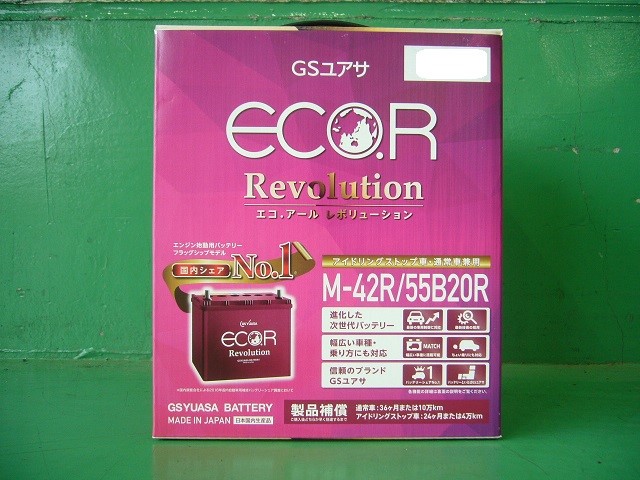 GSユアサ
ECO.R
Revolution
エコ.アール レボリューション
エンジン始動用バッテリー
フラッグシップモデル
国内シェア No.1
アイドリングストップ車・通常車兼用
M-42R/55B20R
進化した
次世代バッテリー
幅広い車種・
乗り方にも対応
MATCH
信頼のブランド
GSユアサ
GSYUASA
ECO.R
Revolution
GSYUASA BATTERY
MADE IN JAPAN 日本国内生産品
製品補償
通常車:36ヶ月または10万km
アイドリングストップ車:24ヶ月または4万km